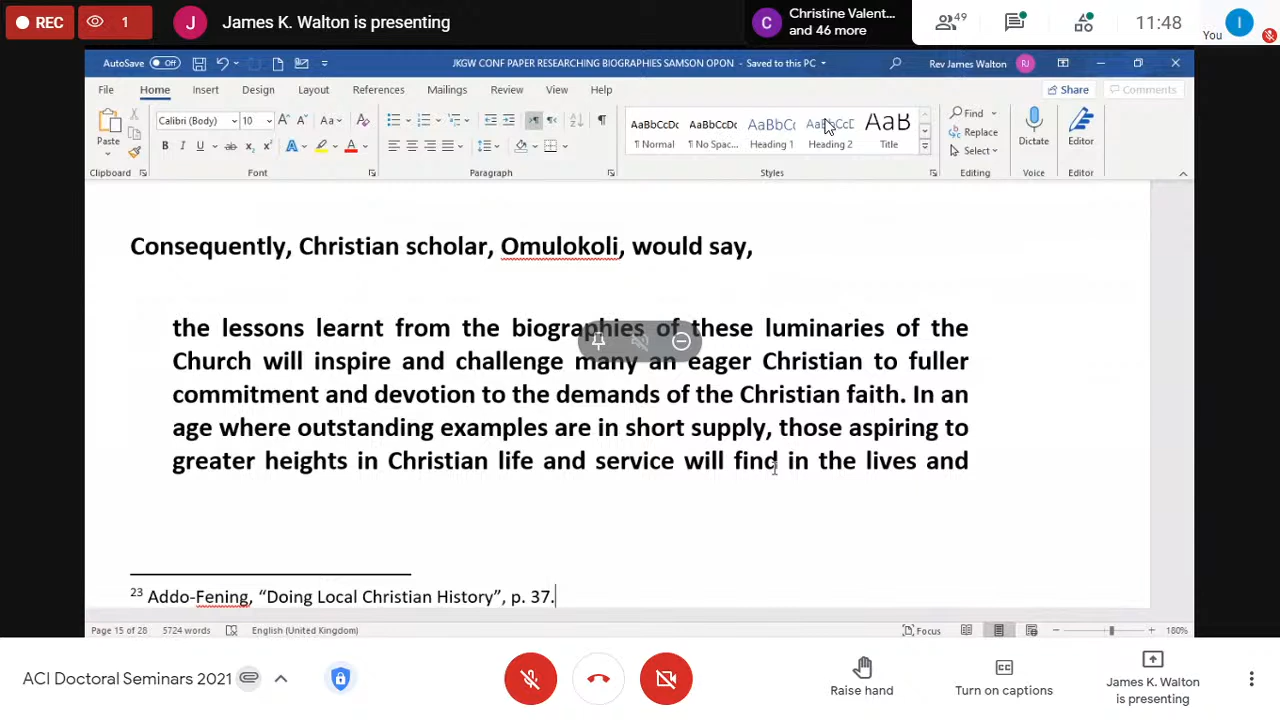 REC
1
J
James K. Walton is presenting
C
Christine Valent...
and 46 more
49
11:48
You
I
AutoSave Off
JKGW CONF PAPER RESEARCHING BIOGRAPHIES SAMSON OPON - Saved to this PC
Rev James Walton
RJ
File Home Insert Draw Design Layout References Mailings Review View Help
Share
Comments
Paste
Calibri (Body)
10
AaBbCcDc AaBbCcDc AaBbC( AaBbCcE AaB
¶ Normal ¶ No Spac... Heading 1 Heading 2 Title
Find
Replace
Select
Dictate
Editor
Clipboard Font Paragraph Styles Editing Voice Editor
Consequently, Christian scholar, Omulokoli, would say,
the lessons learnt from the biographies of these luminaries of the
Church will inspire and challenge many an eager Christian to fuller
commitment and devotion to the demands of the Christian faith. In an
age where outstanding examples are in short supply, those aspiring to
greater heights in Christian life and service will find in the lives and
23 Addo-Fening, “Doing Local Christian History”, p. 37.
Page 15 of 28 5724 words English (United Kingdom) Focus 180%
ACI Doctoral Seminars 2021
Raise hand
Turn on captions
James K. Walton
is presenting